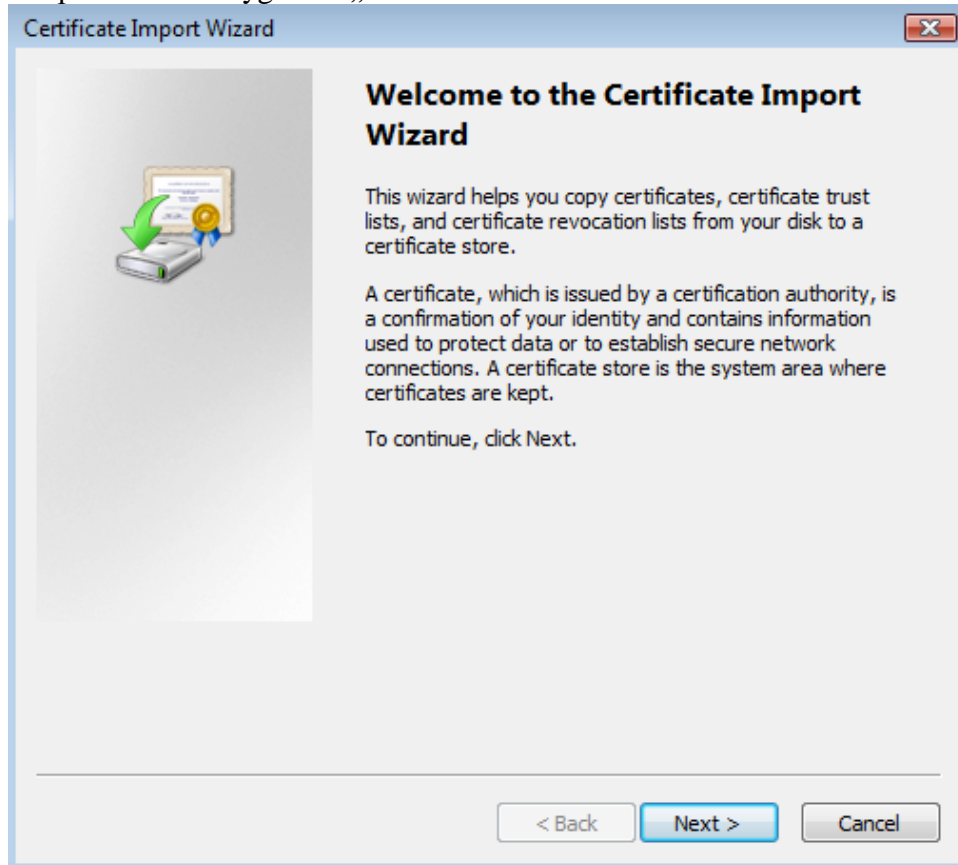 Certificate Import Wizard
Welcome to the Certificate Import
Wizard
This wizard helps you copy certificates, certificate trust
lists, and certificate revocation lists from your disk to a
certificate store.
A certificate, which is issued by a certification authority, is
a confirmation of your identity and contains information
used to protect data or to establish secure network
connections. A certificate store is the system area where
certificates are kept.
To continue, click Next.
< Back Next > Cancel